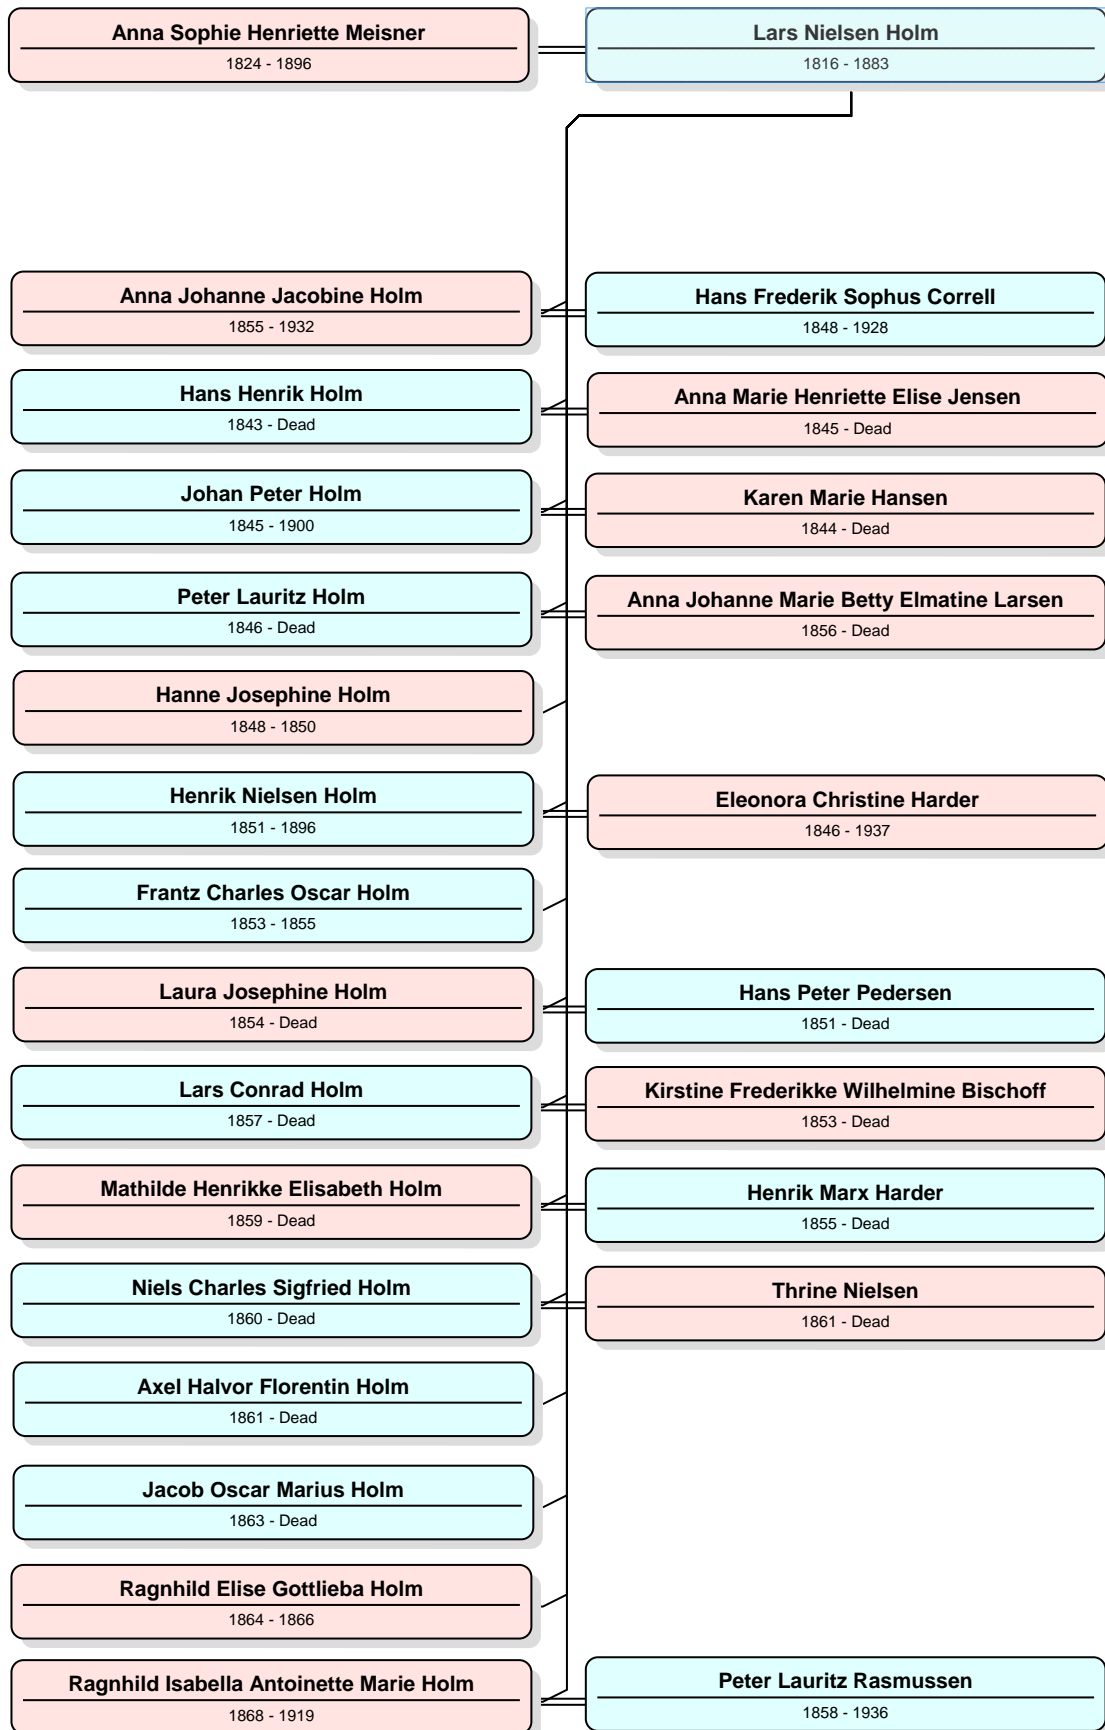 Anna Sophie Henriette Meisner
1824 - 1896
Lars Nielsen Holm
1816 - 1883
Anna Johanne Jacobine Holm
1855 - 1932
Hans Frederik Sophus Correll
1848 - 1928
Hans Henrik Holm
1843 - Dead
Anna Marie Henriette Elise Jensen
1845 - Dead
Johan Peter Holm
1845 - 1900
Karen Marie Hansen
1844 - Dead
Peter Lauritz Holm
1846 - Dead
Anna Johanne Marie Betty Elmatine Larsen
1856 - Dead
Hanne Josephine Holm
1848 - 1850
Henrik Nielsen Holm
1851 - 1896
Eleonora Christine Harder
1846 - 1937
Frantz Charles Oscar Holm
1853 - 1855
Laura Josephine Holm
1854 - Dead
Hans Peter Pedersen
1851 - Dead
Lars Conrad Holm
1857 - Dead
Kirstine Frederikke Wilhelmine Bischoff
1853 - Dead
Mathilde Henrikke Elisabeth Holm
1859 - Dead
Henrik Marx Harder
1855 - Dead
Niels Charles Sigfried Holm
1860 - Dead
Thrine Nielsen
1861 - Dead
Axel Halvor Florentin Holm
1861 - Dead
Jacob Oscar Marius Holm
1863 - Dead
Ragnhild Elise Gottlieba Holm
1864 - 1866
Ragnhild Isabella Antoinette Marie Holm
1868 - 1919
Peter Lauritz Rasmussen
1858 - 1936